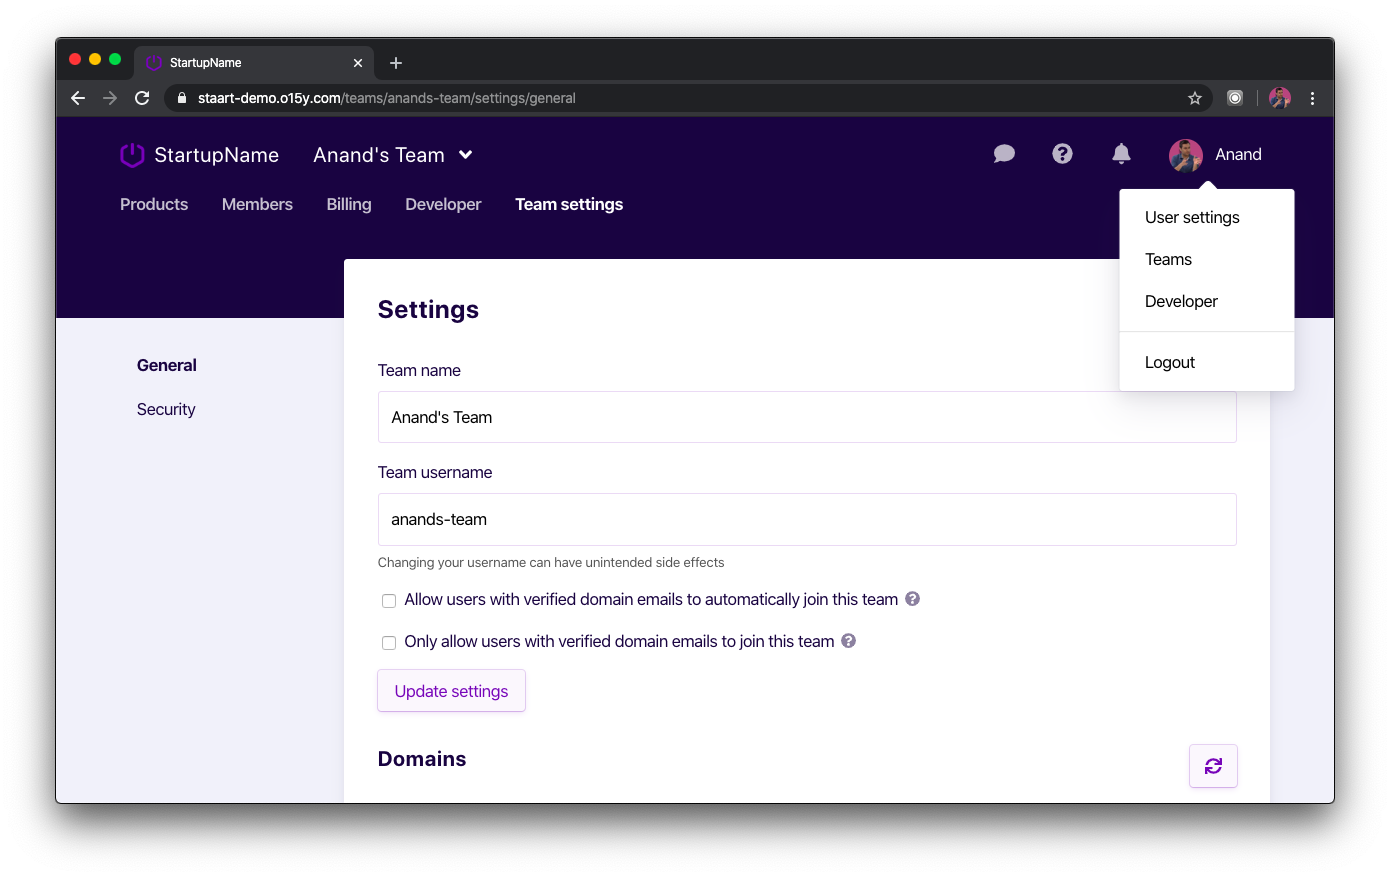 StartupName
staart-demo.o15y.com/teams/anands-team/settings/general
StartupName
Anand's Team
Anand
Products
Members
Billing
Developer
Team settings
User settings
Teams
Developer
Logout
General
Security
Settings
Team name
Anand's Team
Team username
anands-team
Changing your username can have unintended side effects
Allow users with verified domain emails to automatically join this team
Only allow users with verified domain emails to join this team
Update settings
Domains